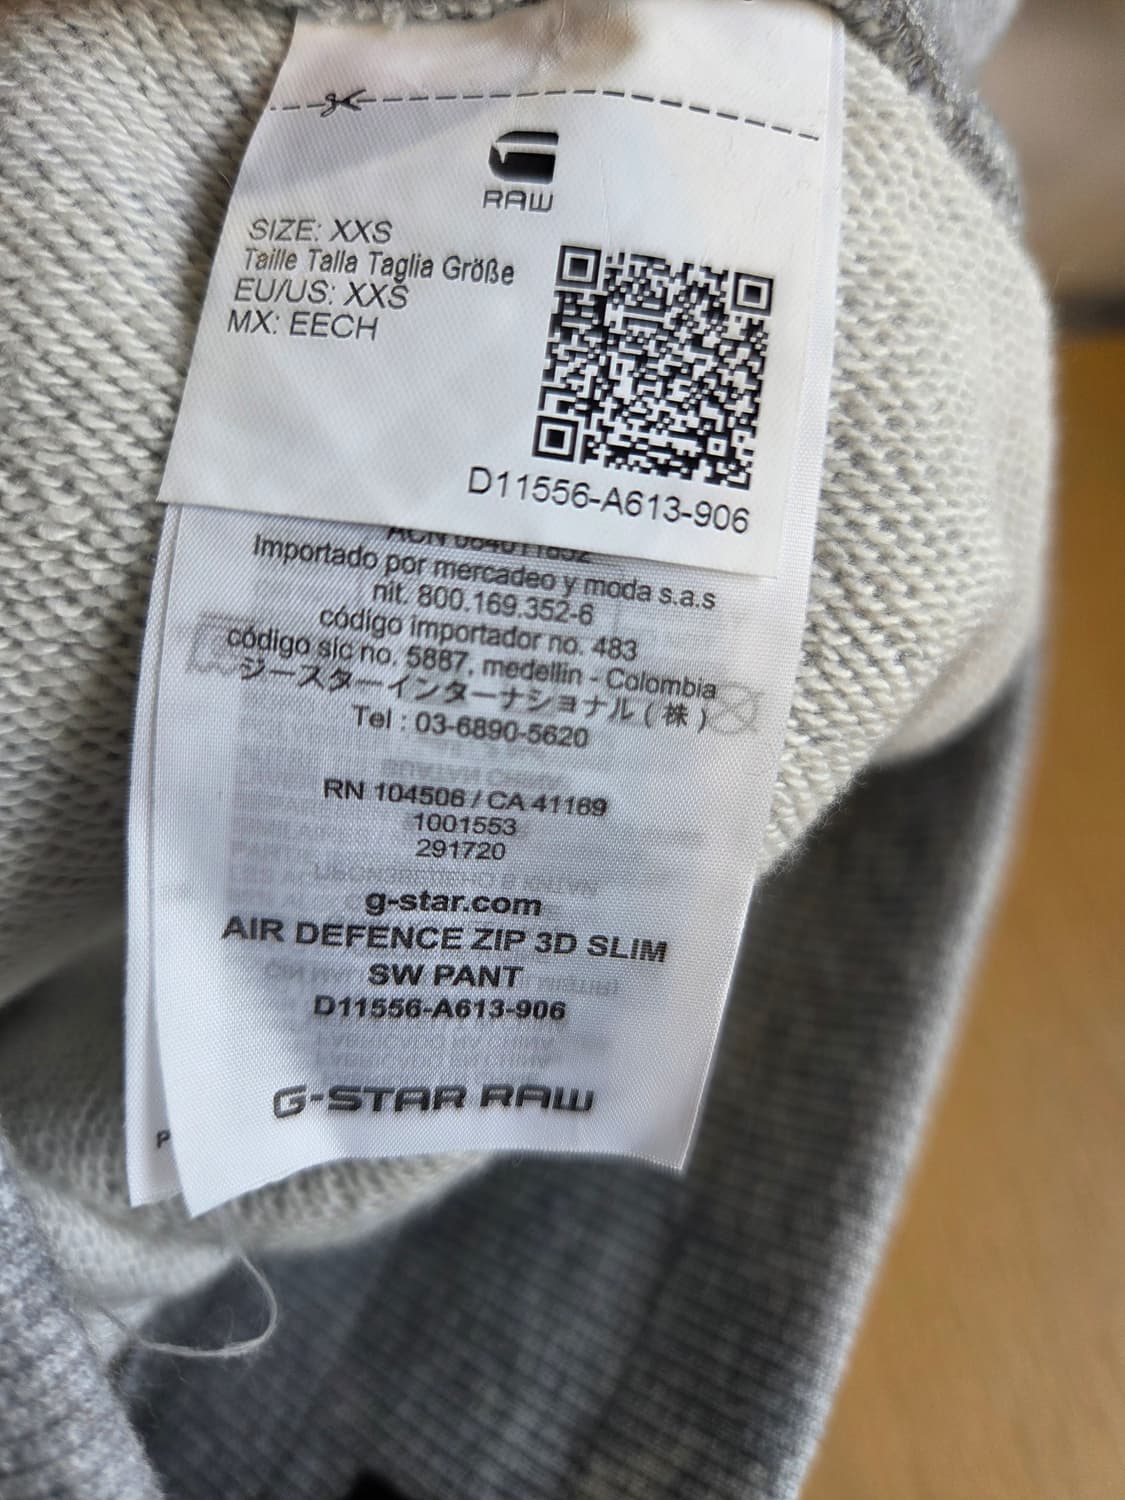 RAW
SIZE: XXS
Taille Talla Taglia Größe
EU/US: XXS
MX: EECH
D11556-A613-906
ACN 064011652
Importado por mercadeo y moda s.a.s
nit. 800.169.352-6
código importador no. 483
código sic no. 5887, medellin - Colombia
ジースターインターナショナル(株)
Tel : 03-6890-5620
RN 104506 / CA 41169
1001553
291720
g-star.com
AIR DEFENCE ZIP 3D SLIM
SW PANT
D11556-A613-906
G-STAR RAW
P